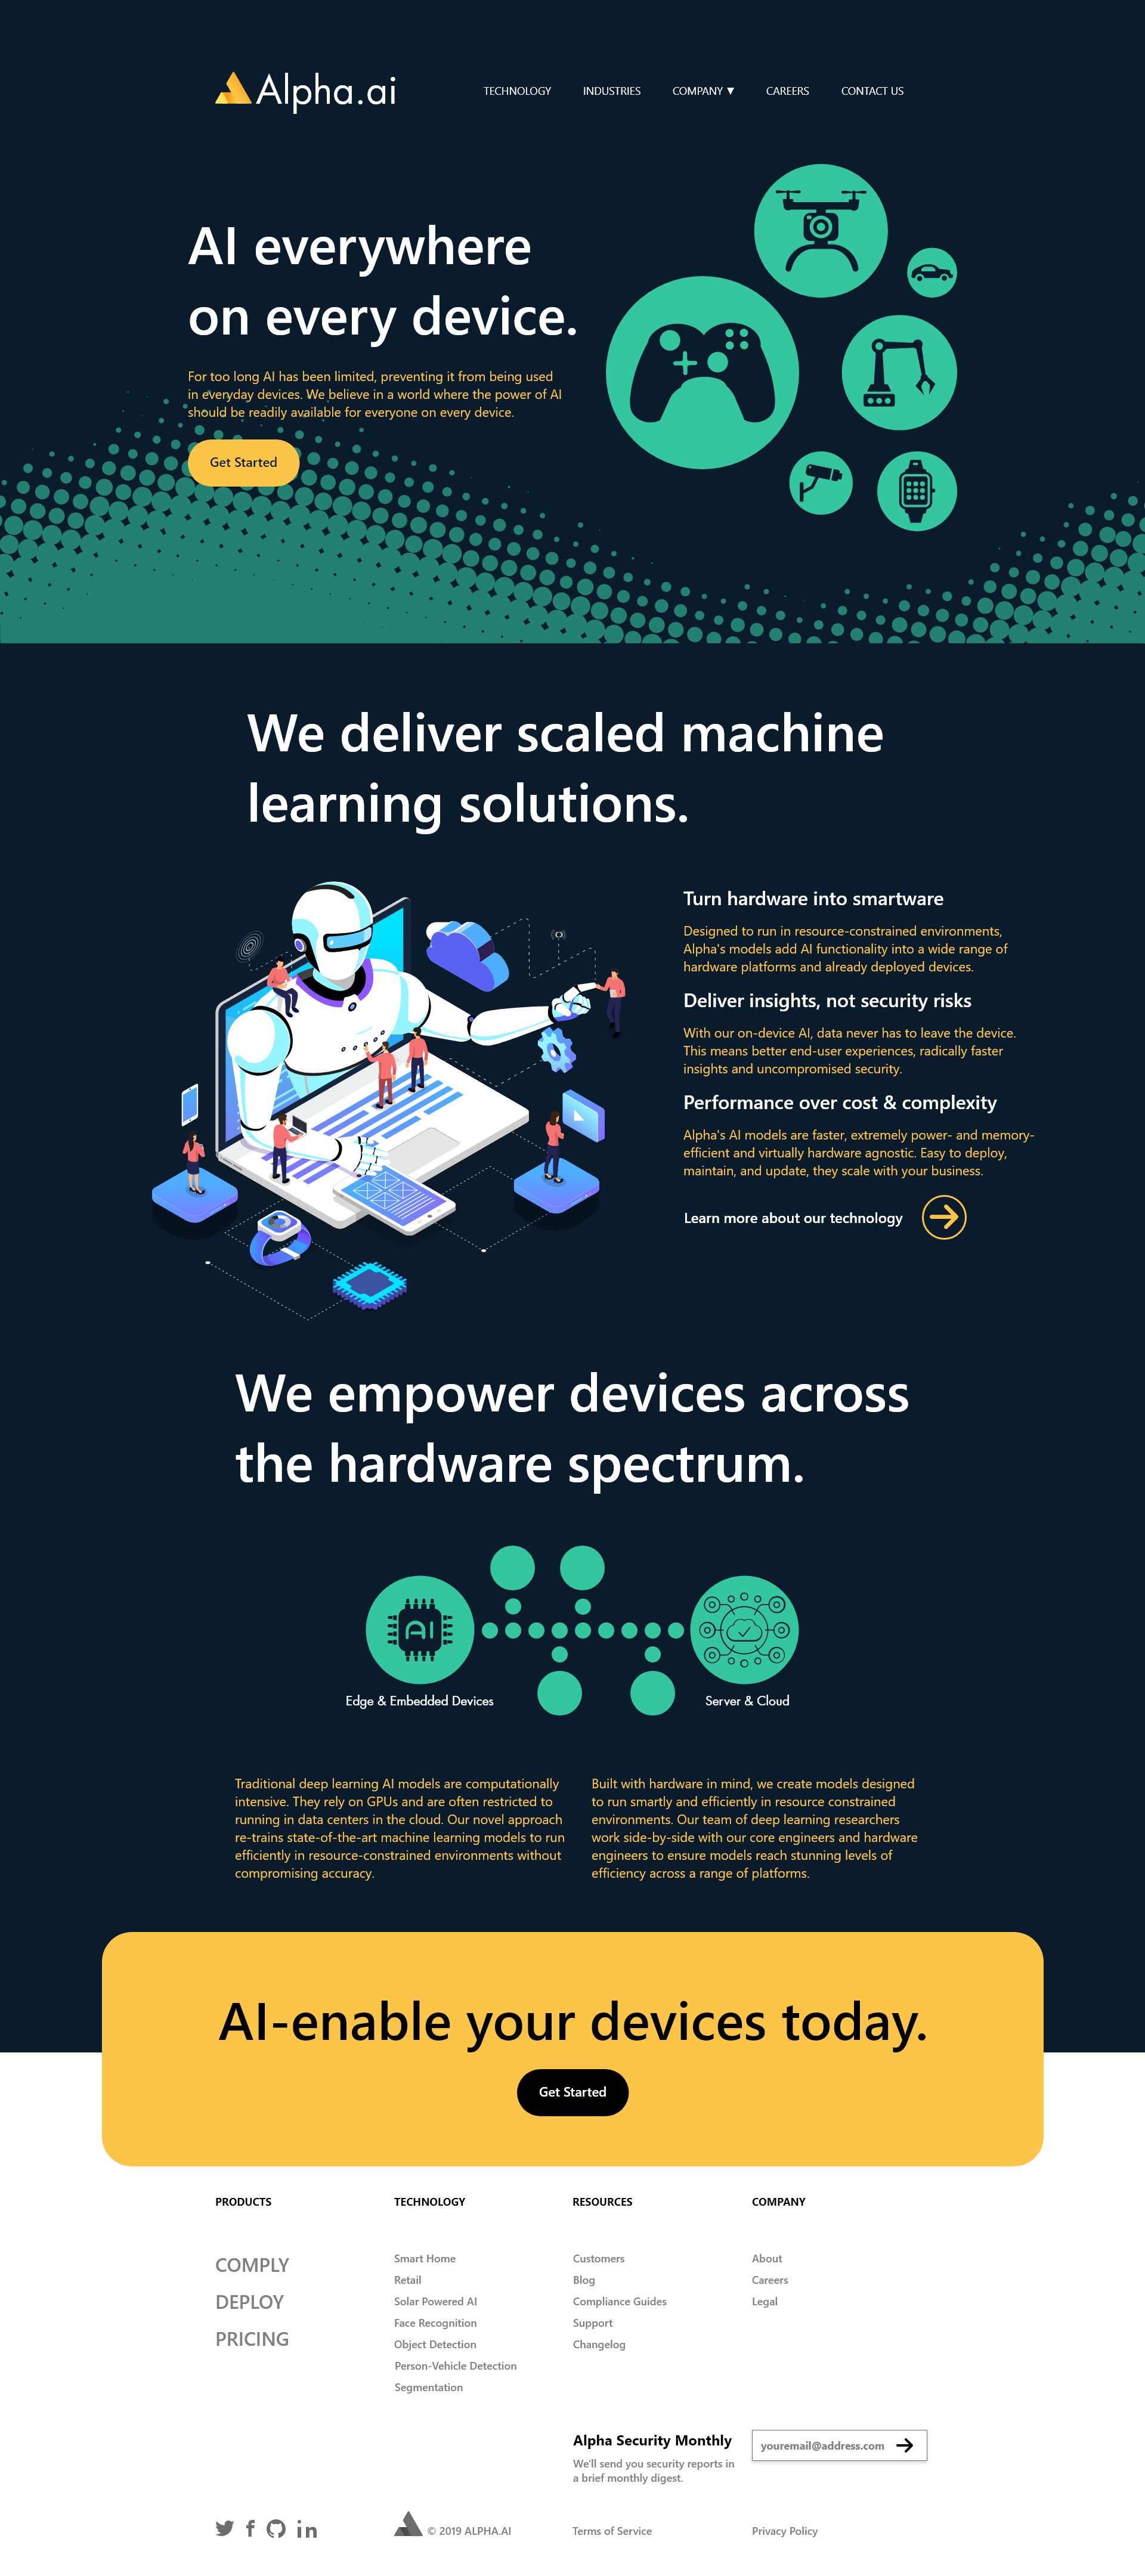 Alpha.ai
TECHNOLOGY
INDUSTRIES
COMPANY ▼
CAREERS
CONTACT US
AI everywhere
on every device.
For too long AI has been limited, preventing it from being used
in everyday devices. We believe in a world where the power of AI
should be readily available for everyone on every device.
Get Started
We deliver scaled machine
learning solutions.
Turn hardware into smartware
Designed to run in resource-constrained environments,
Alpha's models add AI functionality into a wide range of
hardware platforms and already deployed devices.
Deliver insights, not security risks
With our on-device AI, data never has to leave the device.
This means better end-user experiences, radically faster
insights and uncompromised security.
Performance over cost & complexity
Alpha's AI models are faster, extremely power- and memory-
efficient and virtually hardware agnostic. Easy to deploy,
maintain, and update, they scale with your business.
Learn more about our technology
We empower devices across
the hardware spectrum.
AI
Edge & Embedded Devices
Server & Cloud
Traditional deep learning AI models are computationally
intensive. They rely on GPUs and are often restricted to
running in data centers in the cloud. Our novel approach
re-trains state-of-the-art machine learning models to run
efficiently in resource-constrained environments without
compromising accuracy.
Built with hardware in mind, we create models designed
to run smartly and efficiently in resource constrained
environments. Our team of deep learning researchers
work side-by-side with our core engineers and hardware
engineers to ensure models reach stunning levels of
efficiency across a range of platforms.
AI-enable your devices today.
Get Started
PRODUCTS
COMPLY
DEPLOY
PRICING
TECHNOLOGY
Smart Home
Retail
Solar Powered AI
Face Recognition
Object Detection
Person-Vehicle Detection
Segmentation
RESOURCES
Customers
Blog
Compliance Guides
Support
Changelog
COMPANY
About
Careers
Legal
Alpha Security Monthly
We'll send you security reports in
a brief monthly digest.
youremail@address.com
© 2019 ALPHA.AI
Terms of Service
Privacy Policy